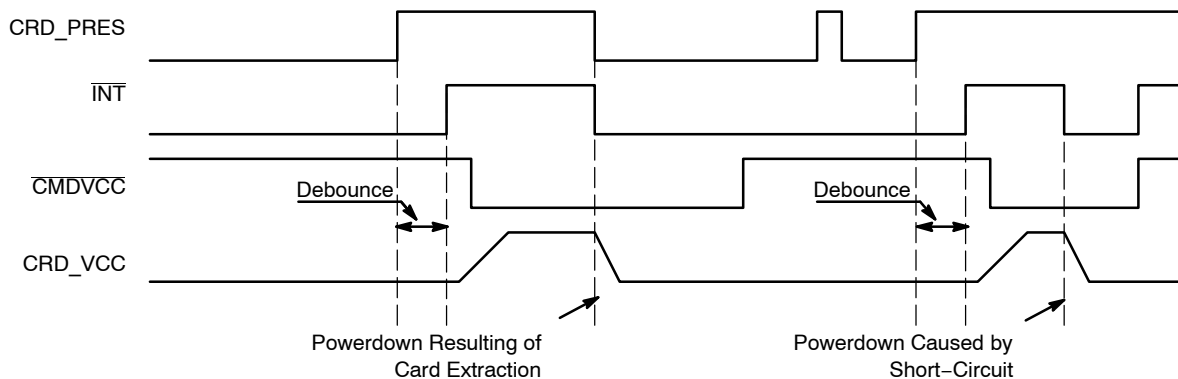 CRD_PRES
INT
CMDVCC
Debounce
Debounce
CRD_VCC
Powerdown Resulting of
Card Extraction
Powerdown Caused by
Short−Circuit